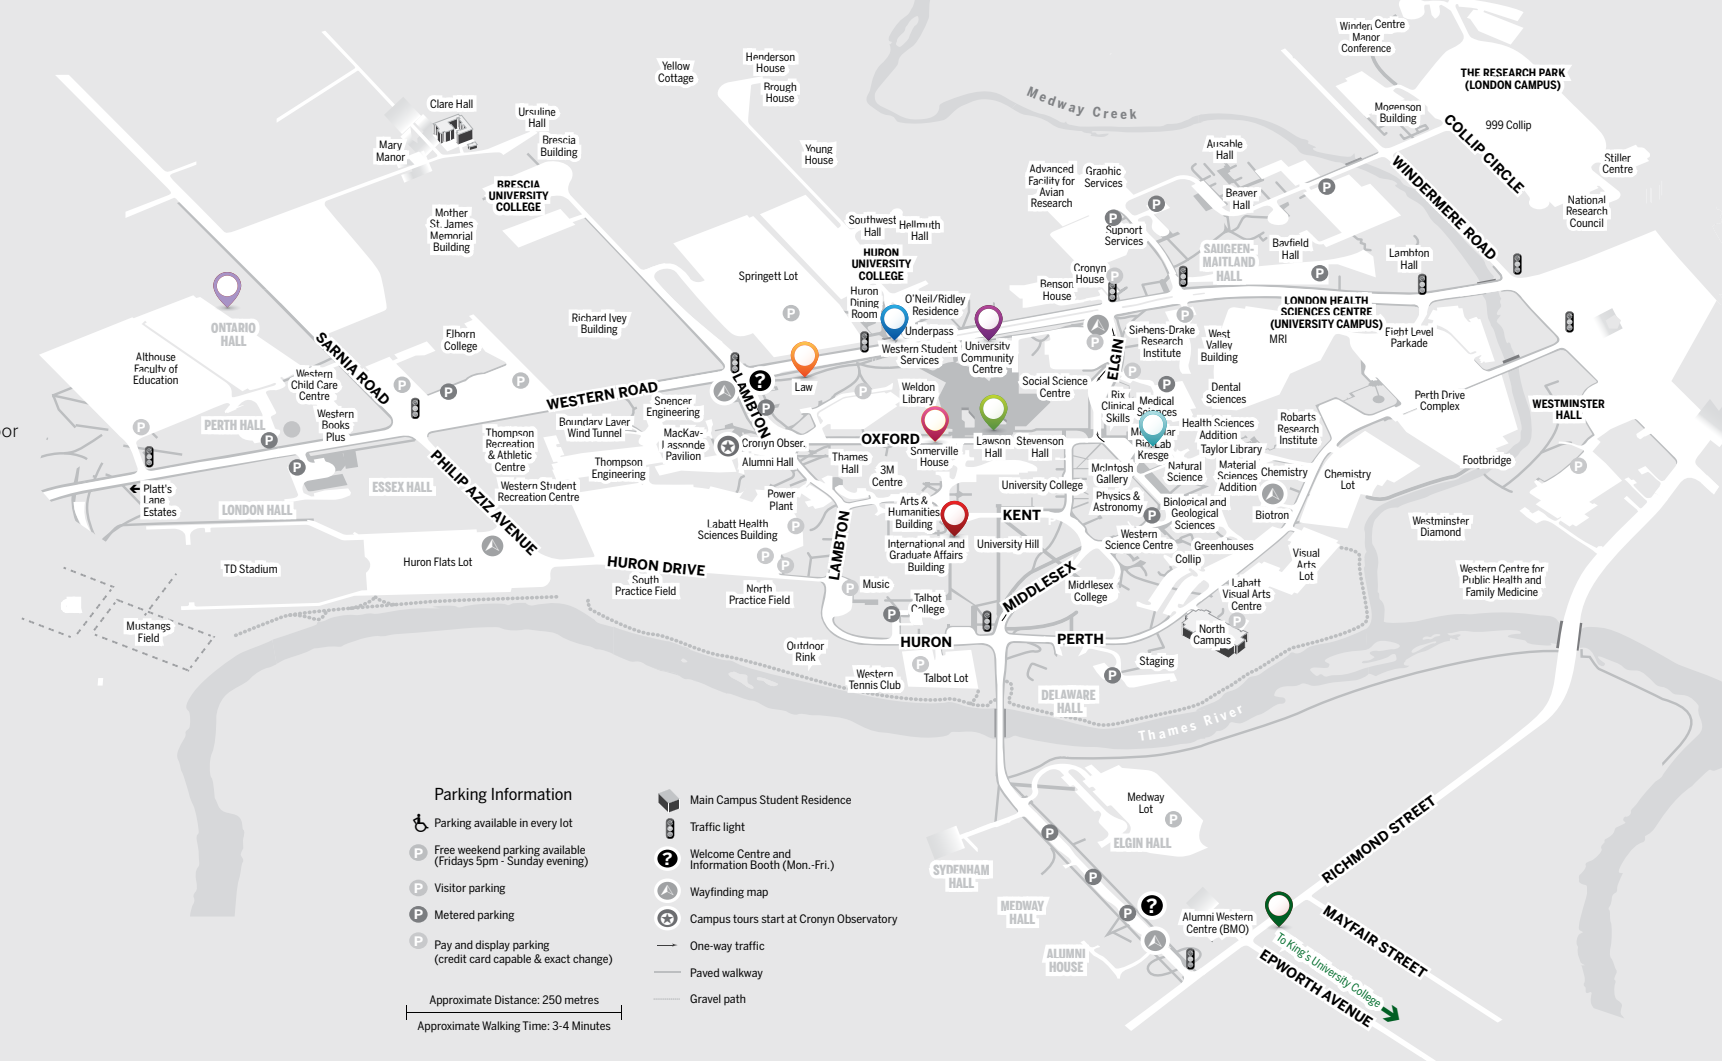 Winder Centre
Manor
Conference
THE RESEARCH PARK
(LONDON CAMPUS)
Mogenson
Building
999 Collip
COLLIP CIRCLE
Stiller
Centre
National
Research
Council
WINDERMERE ROAD
Henderson
House
Brough
House
Yellow
Cottage
Young
House
Medway Creek
Clare Hall
Ursuline
Hall
Brescia
Building
Mary
Manor
BRESCIA
UNIVERSITY
COLLEGE
Mother
St. James
Memorial
Building
Ausable
Hall
Advanced
Facility for
Avian
Research
Graphic
Services
Beaver
Hall
P
P
P
Support
Services
SAUGEEN-
MAITLAND
HALL
Bayfield
Hall
Lambton
Hall
P
Southwest
Hall
Hellmuth
Hall
HURON
UNIVERSITY
COLLEGE
Springett Lot
P
Huron
Dining
Room
O'Neil/Ridley
Residence
Underpass
Cronyn
House
P
Benson
House
LONDON HEALTH
SCIENCES CENTRE
(UNIVERSITY CAMPUS)
MRI
Eight Level
Parkade
P
P
Siebens-Drake
Research
Institute
West
Valley
Building
ONTARIO
HALL
Althouse
Faculty of
Education
SARNIA ROAD
Elborn
College
Richard Ivey
Building
Western
Child Care
Centre
P
P
P
Western
Books
Plus
PERTH HALL
P
P
P
Platt's
Lane
Estates
LONDON HALL
ESSEX HALL
WESTERN ROAD
LAMBTON
?
P
Law
P
Western Student
Services
University
Community
Centre
Weldon
Library
Social Science
Centre
ELGIN
P
P
Rix
Clinical
Skills
Medical
Sciences
Bio Lab
Kresge
Dental
Sciences
Health Sciences
Addition
Taylor Library
Robarts
Research
Institute
Perth Drive
Complex
WESTMINSTER
HALL
Footbridge
P
Boundary Layer
Wind Tunnel
Spencer
Engineering
MacKay-
Lassonde
Pavilion
Cronyn Obser.
Alumni Hall
Thompson
Recreation
& Athletic
Centre
Thompson
Engineering
Western Student
Recreation Centre
PHILIP AZIZ AVENUE
OXFORD
Somerville
House
Lawson
Hall
Stevenson
Hall
Thames
Hall
3M
Centre
University College
McIntosh
Gallery
Natural
Science
Material
Sciences
Addition
Chemistry
Chemistry
Lot
Physics &
Astronomy
P
Biological and
Geological
Sciences
Biotron
Power
Plant
P
Labatt Health
Sciences Building
P
P
LAMBTON
Arts &
Humanities
Building
KENT
International and
Graduate Affairs
Building
University Hill
Western
Science Centre
Greenhouses
Collip
Visual
Arts
Lot
Westminster
Diamond
Western Centre for
Public Health and
Family Medicine
TD Stadium
Huron Flats Lot
HURON DRIVE
South
Practice Field
North
Practice Field
Music
P
Talbot
College
P
MIDDLESEX
Middlesex
College
Labatt
Visual Arts
Centre
P
North
Campus
Mustangs
Field
Outdoor
Rink
HURON
PERTH
Staging
P
Western
Tennis Club
P
Talbot Lot
DELAWARE
HALL
Thames River
oor
Medway
Lot
P
P
ELGIN HALL
SYDENHAM
HALL
P
MEDWAY
HALL
P
?
ALUMNI
HOUSE
Alumni Western
Centre (BMO)
RICHMOND STREET
MAYFAIR STREET
To King's University College
EPWORTH AVENUE
Parking Information
Parking available in every lot
P Free weekend parking available
(Fridays 5pm - Sunday evening)
P Visitor parking
P Metered parking
P Pay and display parking
(credit card capable & exact change)
Approximate Distance: 250 metres
Approximate Walking Time: 3-4 Minutes
Main Campus Student Residence
Traffic light
? Welcome Centre and
Information Booth (Mon.-Fri.)
Wayfinding map
Campus tours start at Cronyn Observatory
One-way traffic
Paved walkway
Gravel path